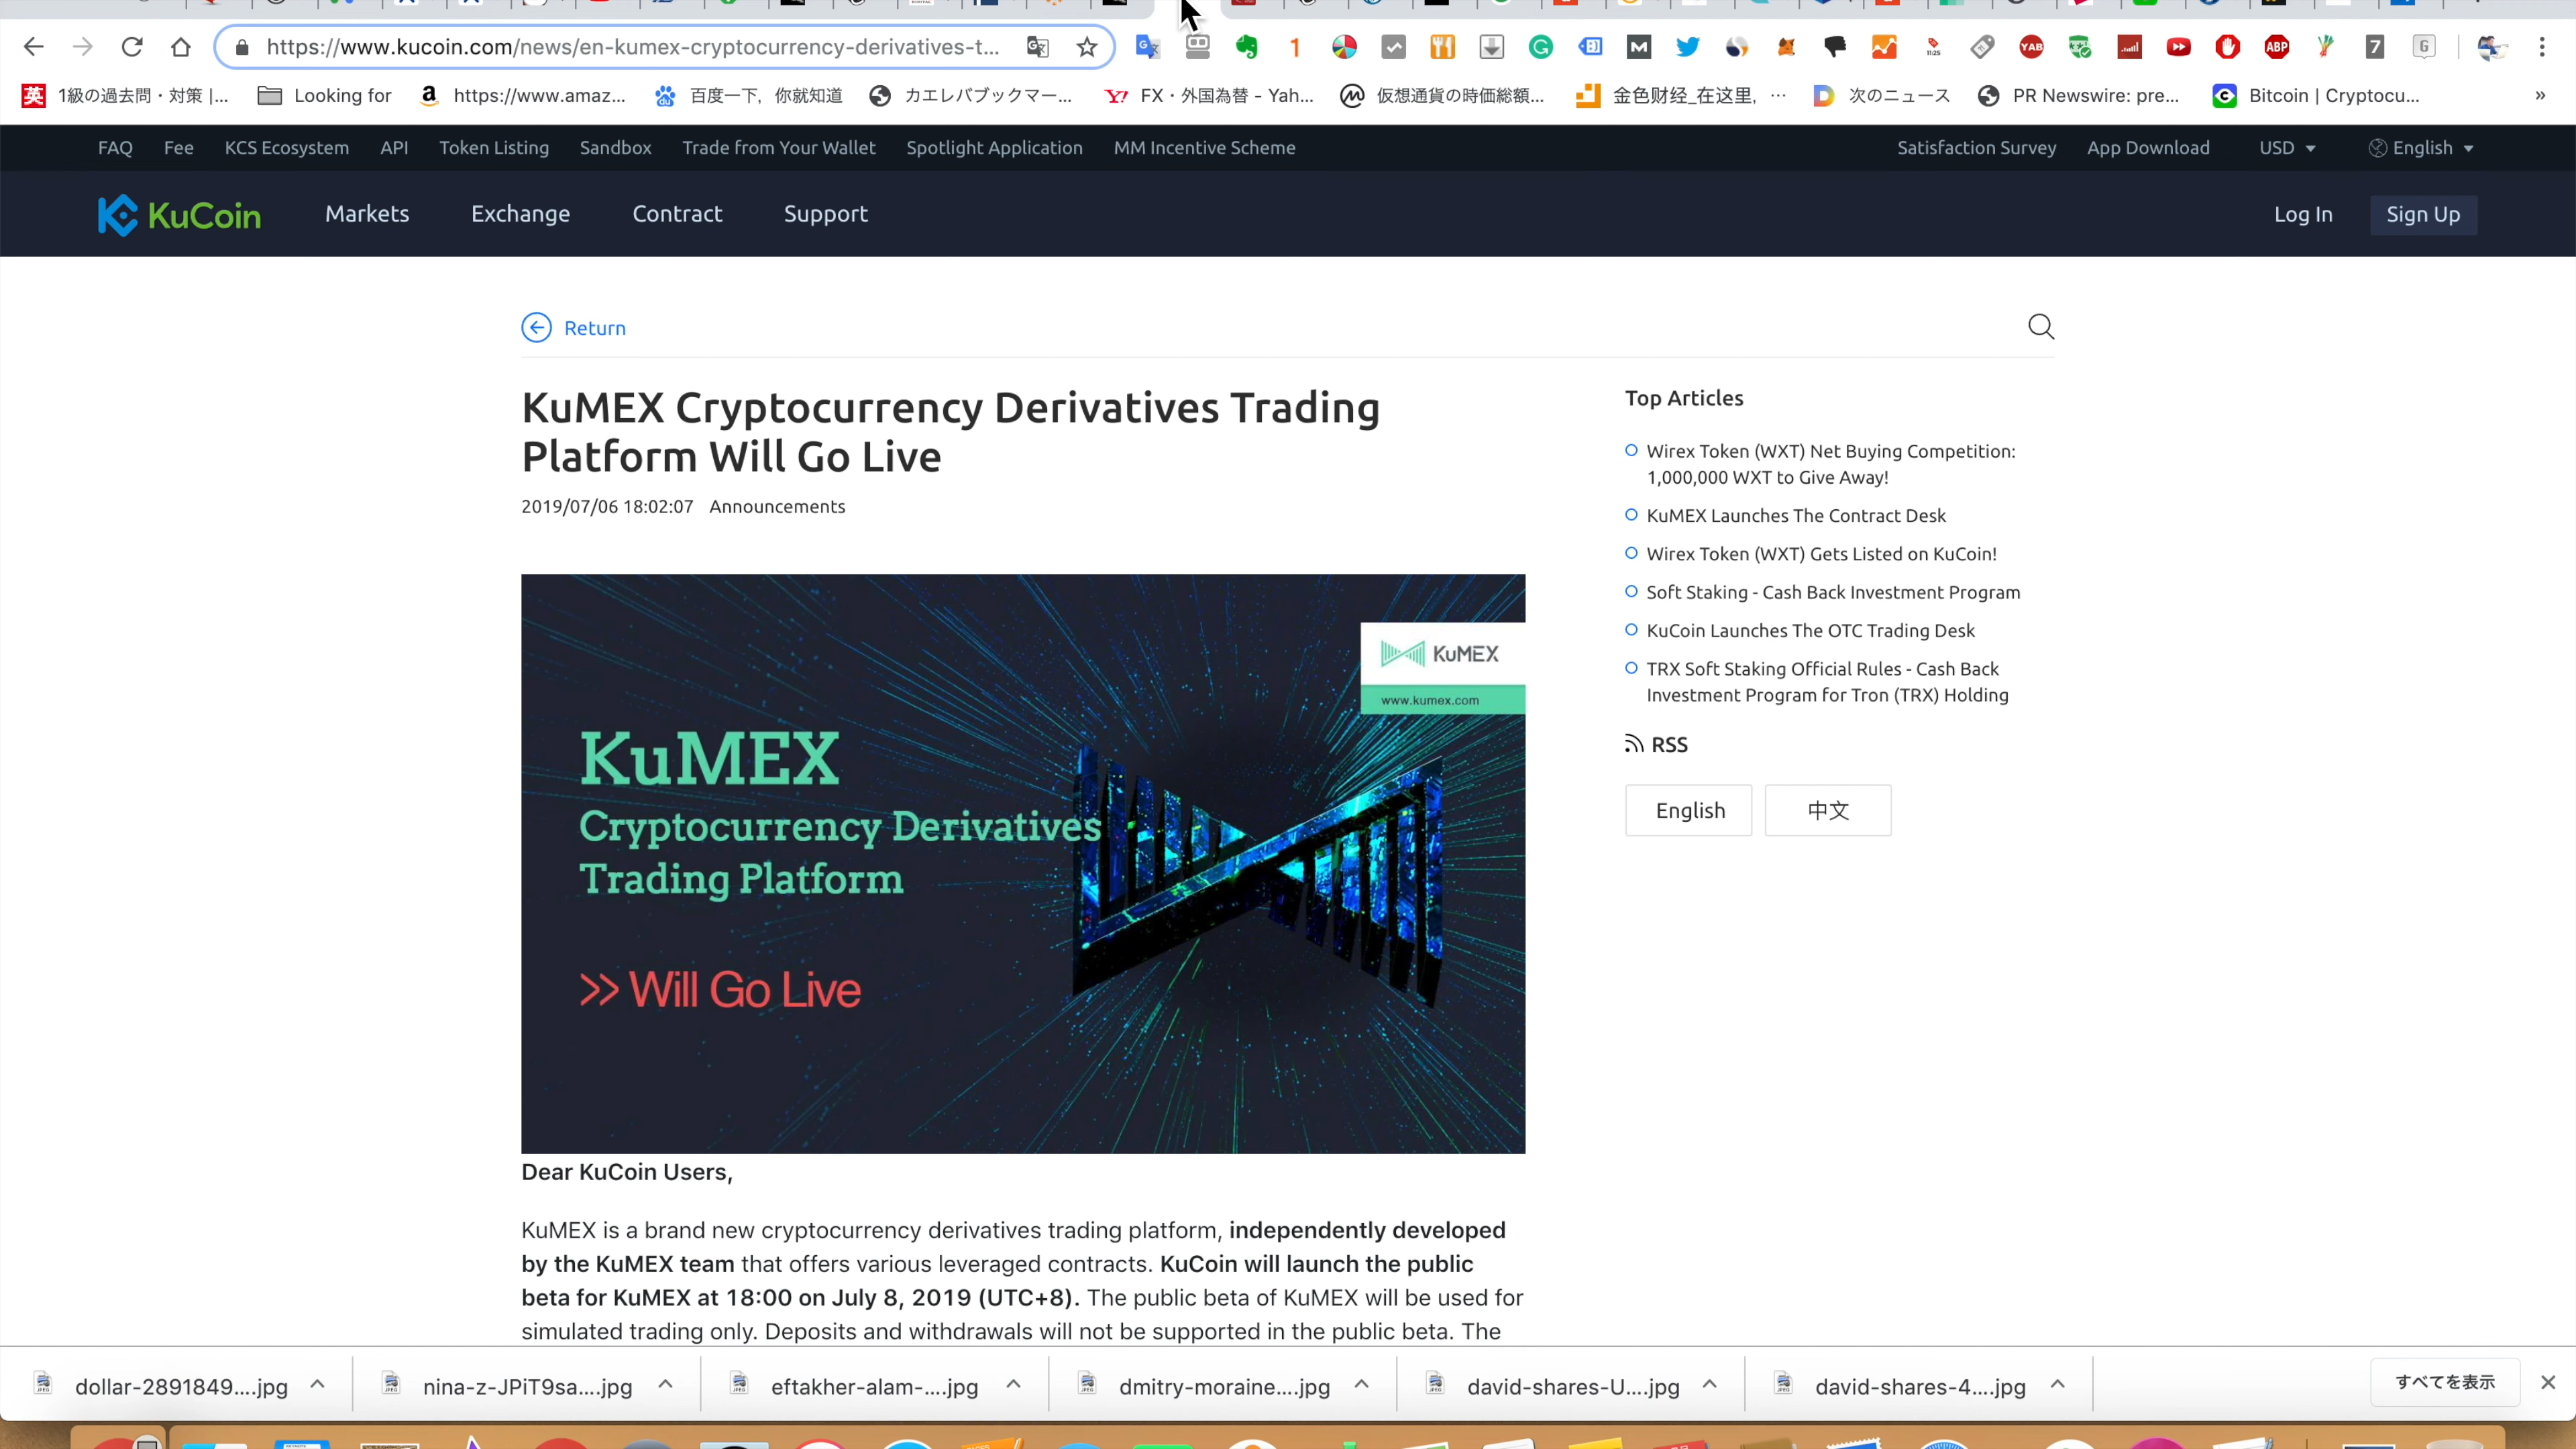 https://www.kucoin.com/news/en-kumex-cryptocurrency-derivatives-t...
1級の過去問・対策 |...
Looking for
https://www.amaz...
百度一下，你就知道
カエレバブックマー...
FX・外国為替 - Yah...
仮想通貨の時価総額...
金色财经_在这里，...
次のニュース
PR Newswire: pre...
Bitcoin | Cryptocu...
»
FAQ
Fee
KCS Ecosystem
API
Token Listing
Sandbox
Trade from Your Wallet
Spotlight Application
MM Incentive Scheme
Satisfaction Survey
App Download
USD
English
KuCoin
Markets
Exchange
Contract
Support
Log In
Sign Up
Return
KuMEX Cryptocurrency Derivatives Trading
Platform Will Go Live
2019/07/06 18:02:07 Announcements
KuMEX
www.kumex.com
KuMEX
Cryptocurrency Derivatives
Trading Platform
>> Will Go Live
Dear KuCoin Users,
KuMEX is a brand new cryptocurrency derivatives trading platform, independently developed
by the KuMEX team that offers various leveraged contracts. KuCoin will launch the public
beta for KuMEX at 18:00 on July 8, 2019 (UTC+8). The public beta of KuMEX will be used for
simulated trading only. Deposits and withdrawals will not be supported in the public beta. The
Top Articles
Wirex Token (WXT) Net Buying Competition:
1,000,000 WXT to Give Away!
KuMEX Launches The Contract Desk
Wirex Token (WXT) Gets Listed on KuCoin!
Soft Staking - Cash Back Investment Program
KuCoin Launches The OTC Trading Desk
TRX Soft Staking Official Rules - Cash Back
Investment Program for Tron (TRX) Holding
RSS
English
中文
dollar-2891849....jpg
nina-z-JPiT9sa....jpg
eftakher-alam-....jpg
dmitry-moraine....jpg
david-shares-U....jpg
david-shares-4....jpg
すべてを表示